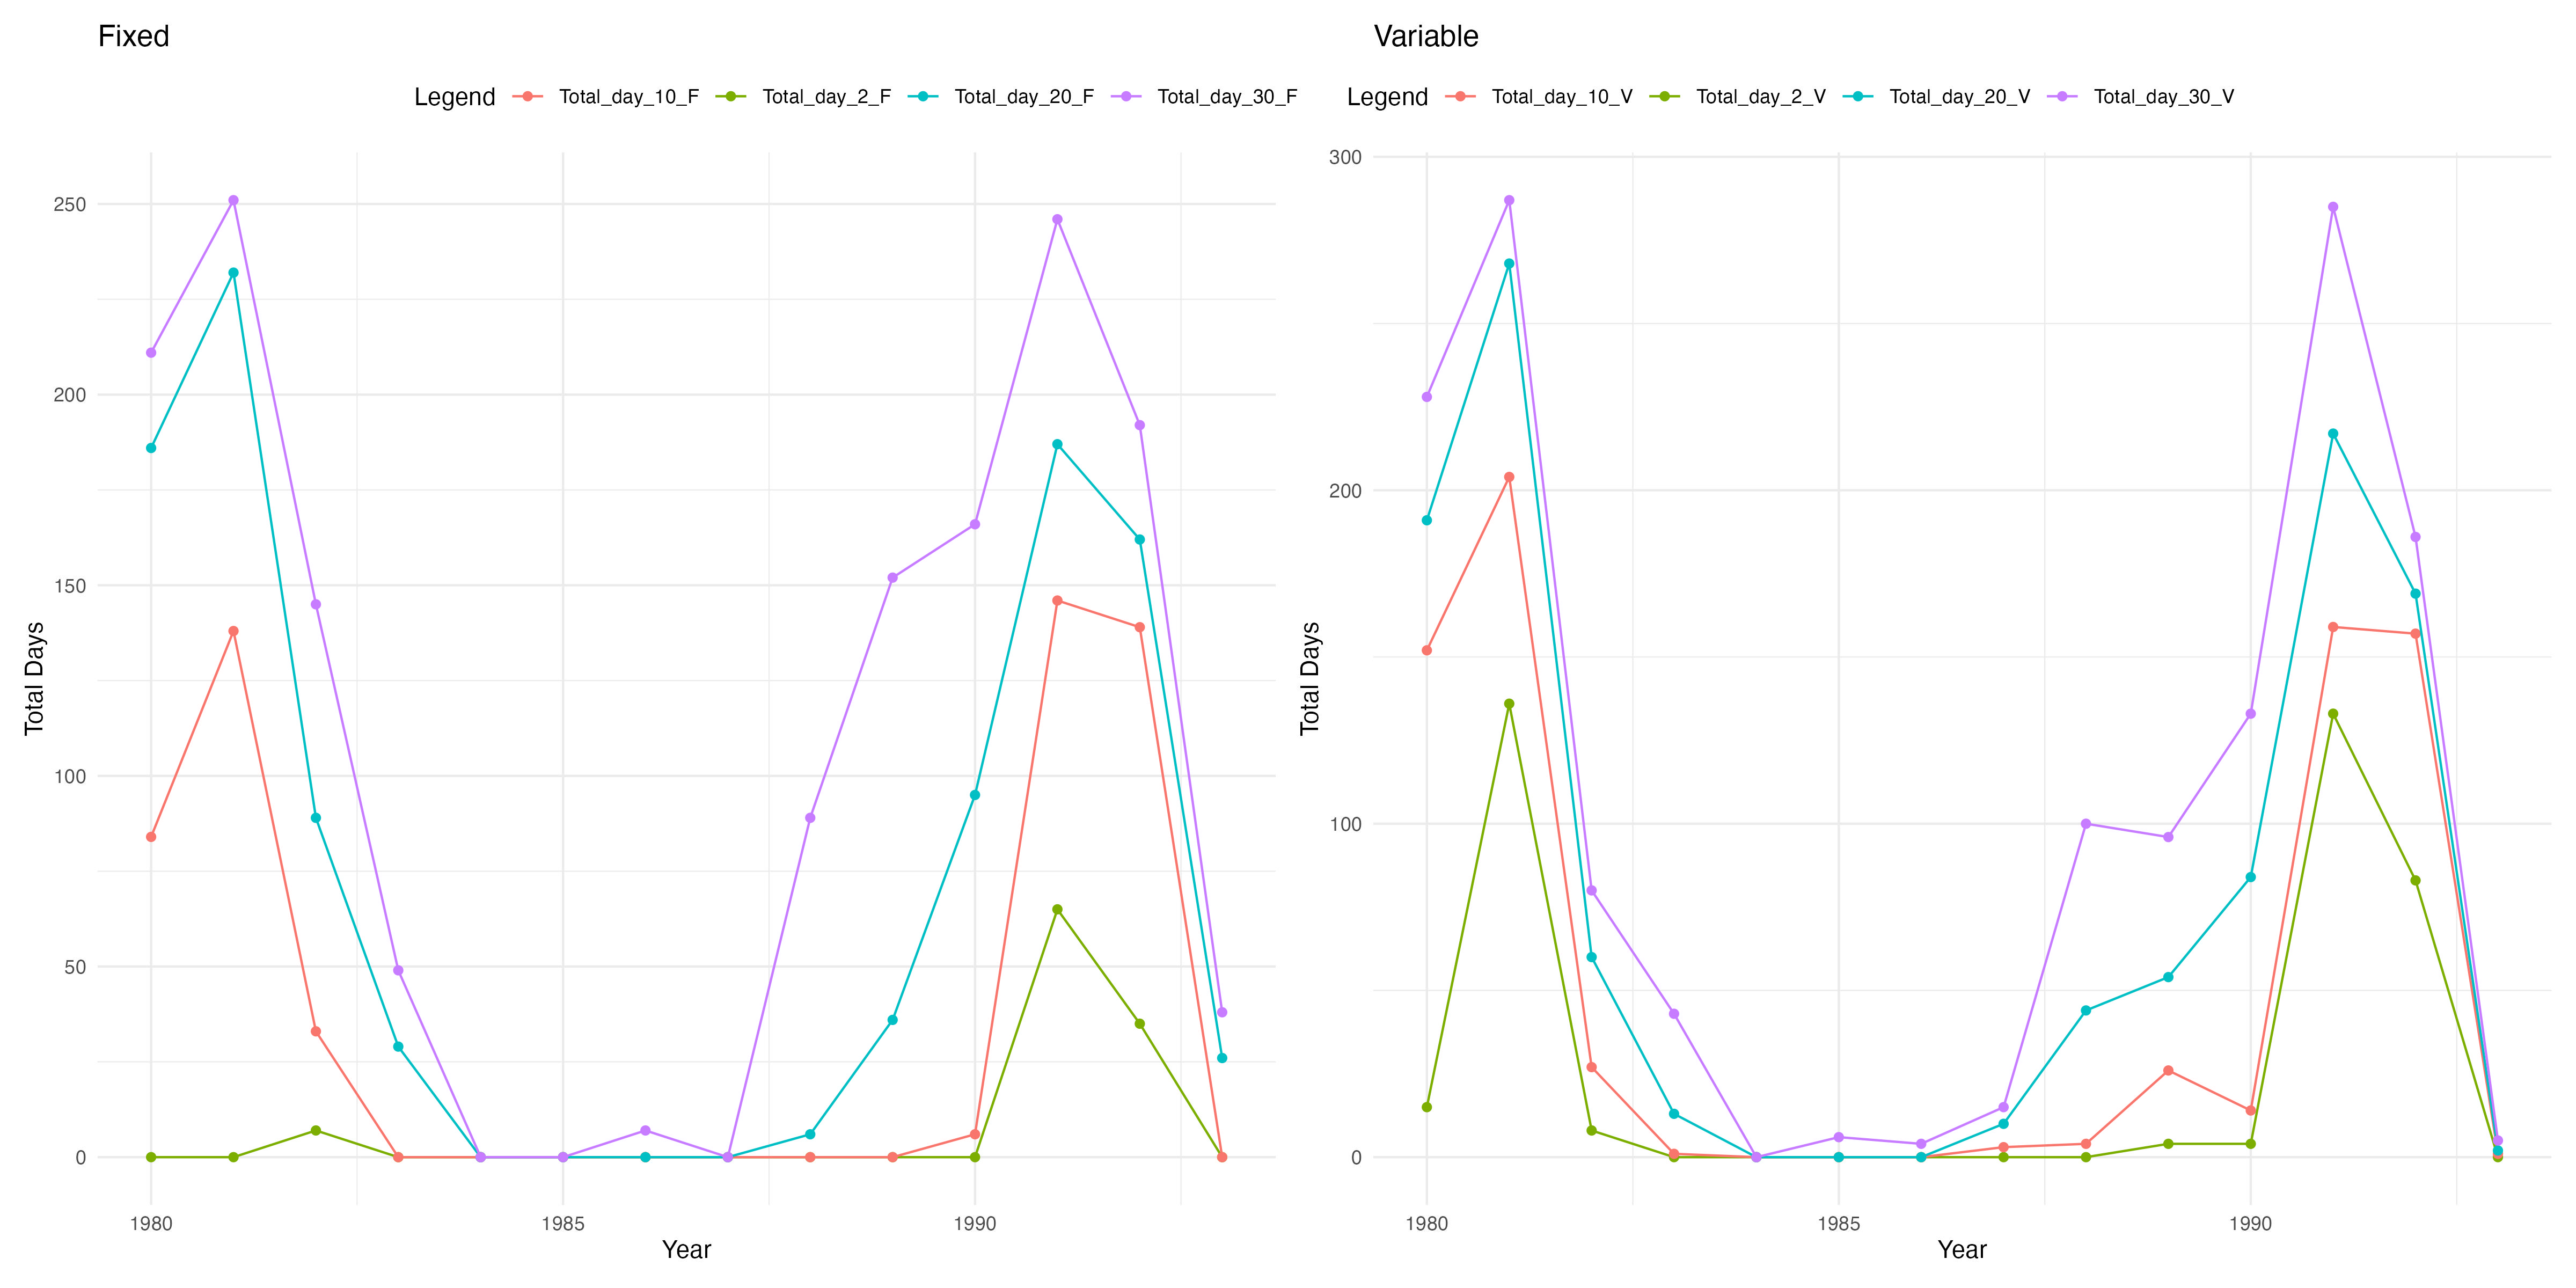 Fixed
Legend Total_day_10_F Total_day_2_F Total_day_20_F Total_day_30_F
250
200
150
100
50
0
Total Days
1980 1985 1990
Year
Variable
Legend Total_day_10_V Total_day_2_V Total_day_20_V Total_day_30_V
300
200
100
0
Total Days
1980 1985 1990
Year